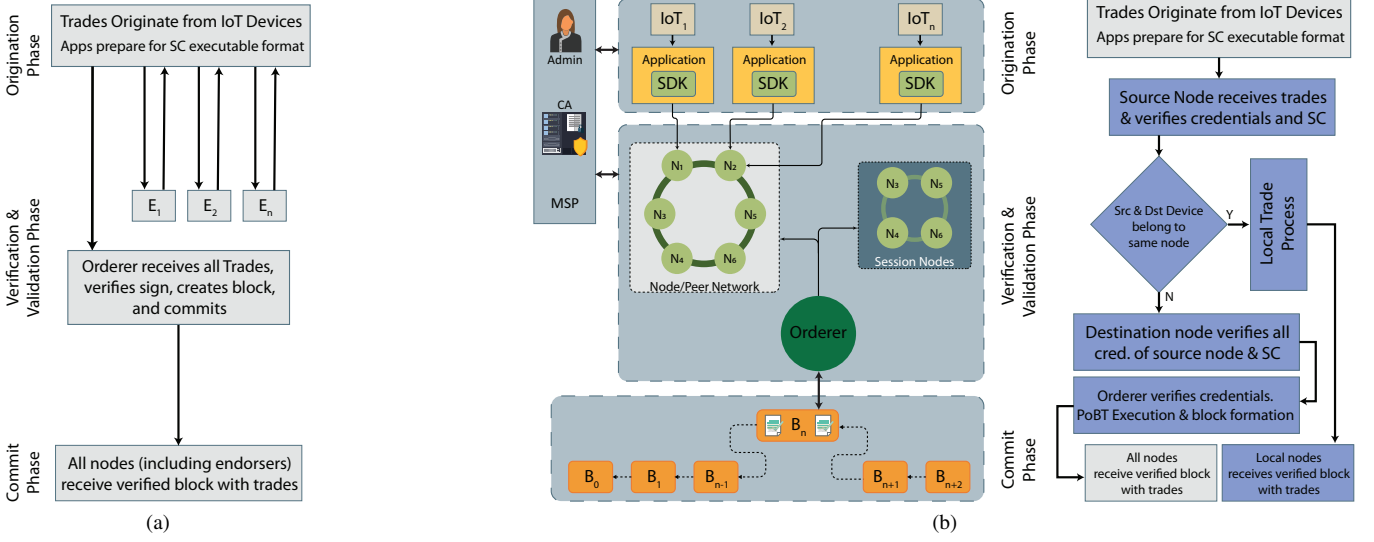 Origination
Phase
Trades Originate from IoT Devices
Apps prepare for SC executable format
E1
E2
En
Verification &
Validation Phase
Orderer receives all Trades,
verifies sign, creates block,
and commits
Commit
Phase
All nodes (including endorsers)
receive verified block with trades
(a)
Admin
CA
MSP
IoT1
IoT2
IoTn
Application
SDK
Application
SDK
Application
SDK
N1
N2
N3
N5
N4
N6
Node/Peer Network
N3
N5
N4
N6
Session Nodes
Orderer
Bn
B0
B1
Bn-1
Bn+1
Bn+2
(b)
Origination
Phase
Trades Originate from IoT Devices
Apps prepare for SC executable format
Source Node receives trades
& verifies credentials and SC
Verification &
Validation Phase
Src & Dst Device
belong to
same node
Y
Local Trade
Process
N
Destination node verifies all
cred. of source node & SC
Orderer verifies credentials.
PoBT Execution & block formation
Commit
Phase
All nodes
receive verified block
with trades
Local nodes
receives verified block
with trades